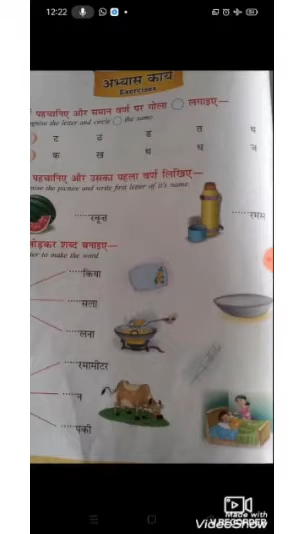 12:22
अभ्यास कार्य
Exercises
पहचानिए और समान वर्ण पर गोला लगाइए—
the letter and circle the same
ट ठ ड त थ
क ख ध ज
पहचानिए और उसका पहला वर्ण लिखिए—
the picture and write first letter of it's name.
······रबूज ······रमस
जोड़कर शब्द बनाइए—
to make the word.
······किया
······सला
······लना
······रमामीटर
······न
······पकी
Made with
V.RECORDER
VideoShow